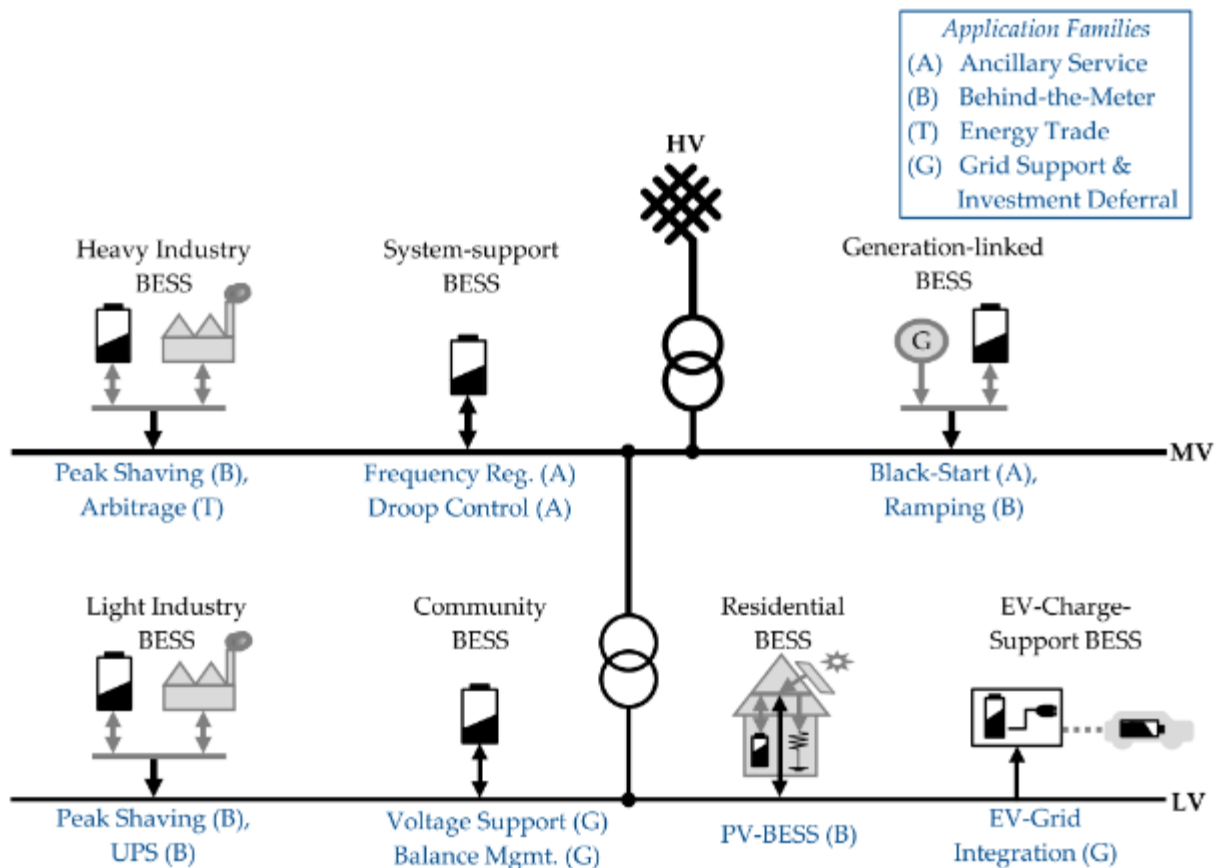 Application Families
(A) Ancillary Service
(B) Behind-the-Meter
(T) Energy Trade
(G) Grid Support &
Investment Deferral
HV
Heavy Industry
BESS
System-support
BESS
Generation-linked
BESS
G
MV
Peak Shaving (B),
Arbitrage (T)
Frequency Reg. (A)
Droop Control (A)
Black-Start (A),
Ramping (B)
Light Industry
BESS
Community
BESS
Residential
BESS
EV-Charge-
Support BESS
LV
Peak Shaving (B),
UPS (B)
Voltage Support (G)
Balance Mgmt. (G)
PV-BESS (B)
EV-Grid
Integration (G)